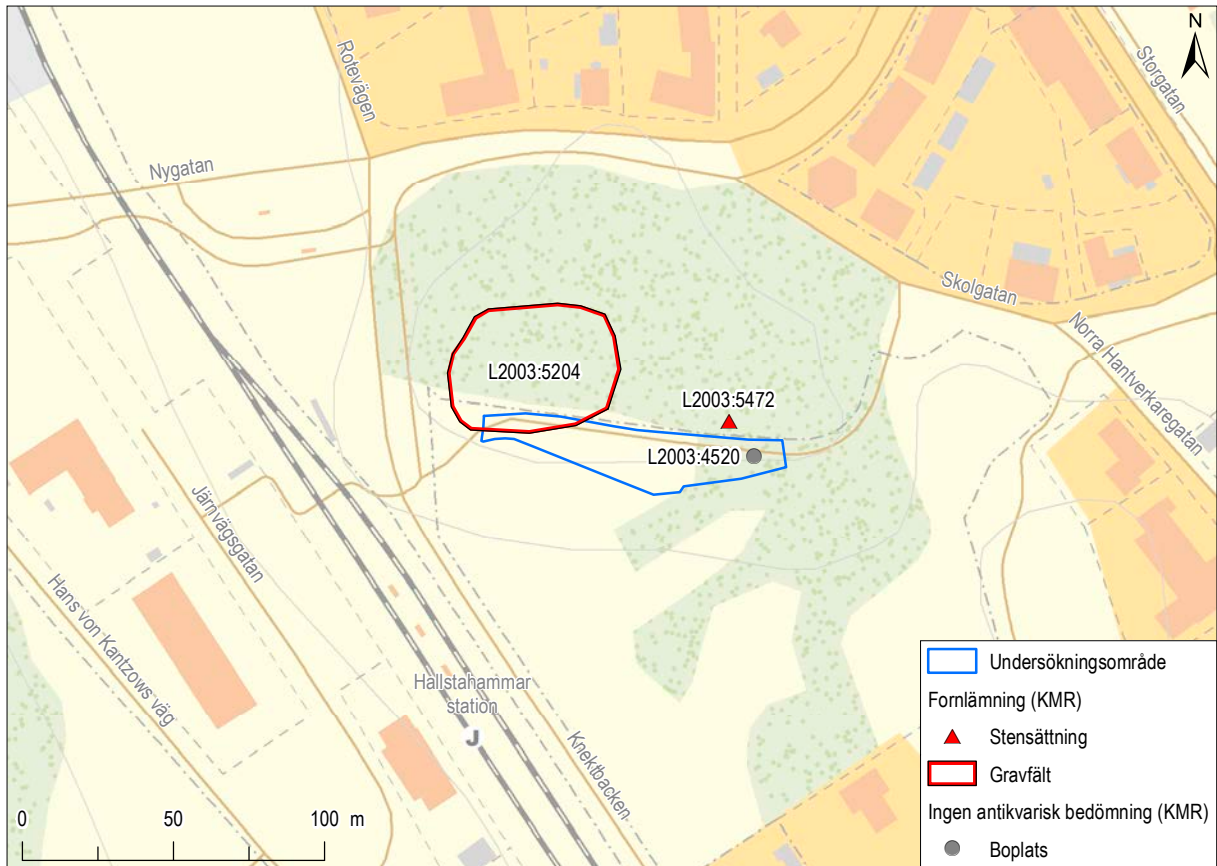 N
Rotevägen
Storgatan
Nygatan
Skolgatan
Norra Hantverkaregatan
L2003:5204
L2003:5472
L2003:4520
Järnvägsgatan
Hans von Kantzows väg
Hallstahammar
station
J
Knektbacken
0 50 100 m
Undersökningsområde
Fornlämning (KMR)
Stensättning
Gravfält
Ingen antikvarisk bedömning (KMR)
Boplats